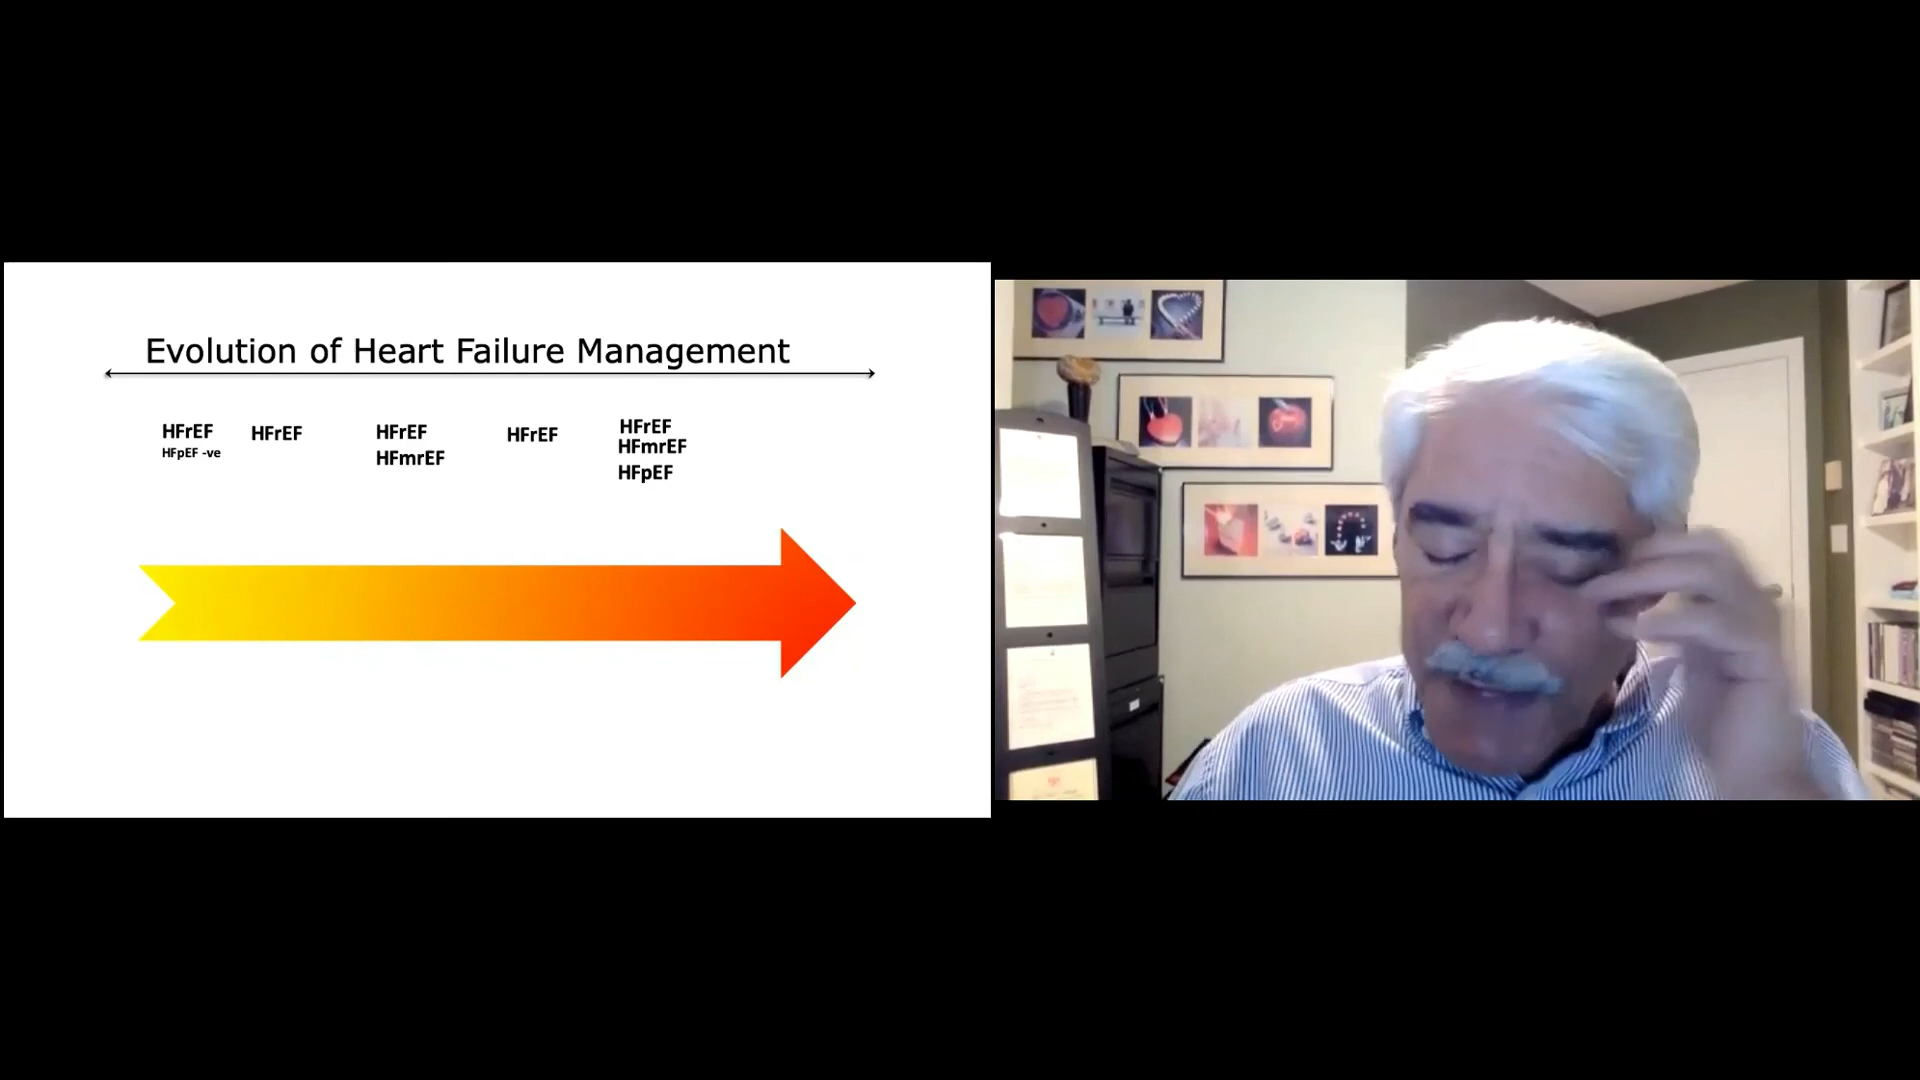 Evolution of Heart Failure Management
HFrEF
HFpEF -ve
HFrEF
HFrEF
HFmrEF
HFrEF
HFrEF
HFmrEF
HFpEF